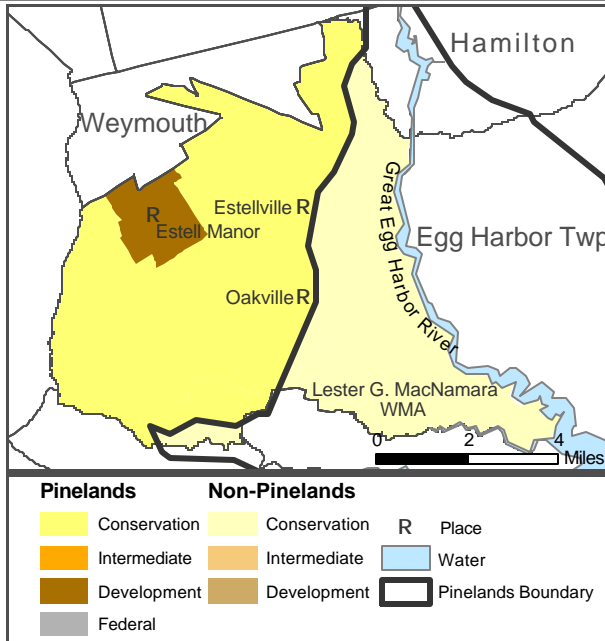 Hamilton
Weymouth
Great Egg Harbor River
R
Estellville R
Estell Manor
Egg Harbor Twp
Oakville R
Lester G. MacNamara
WMA
0 2 4
Miles
Pinelands
Conservation
Intermediate
Development
Federal
Non-Pinelands
Conservation
Intermediate
Development
R Place
Water
Pinelands Boundary